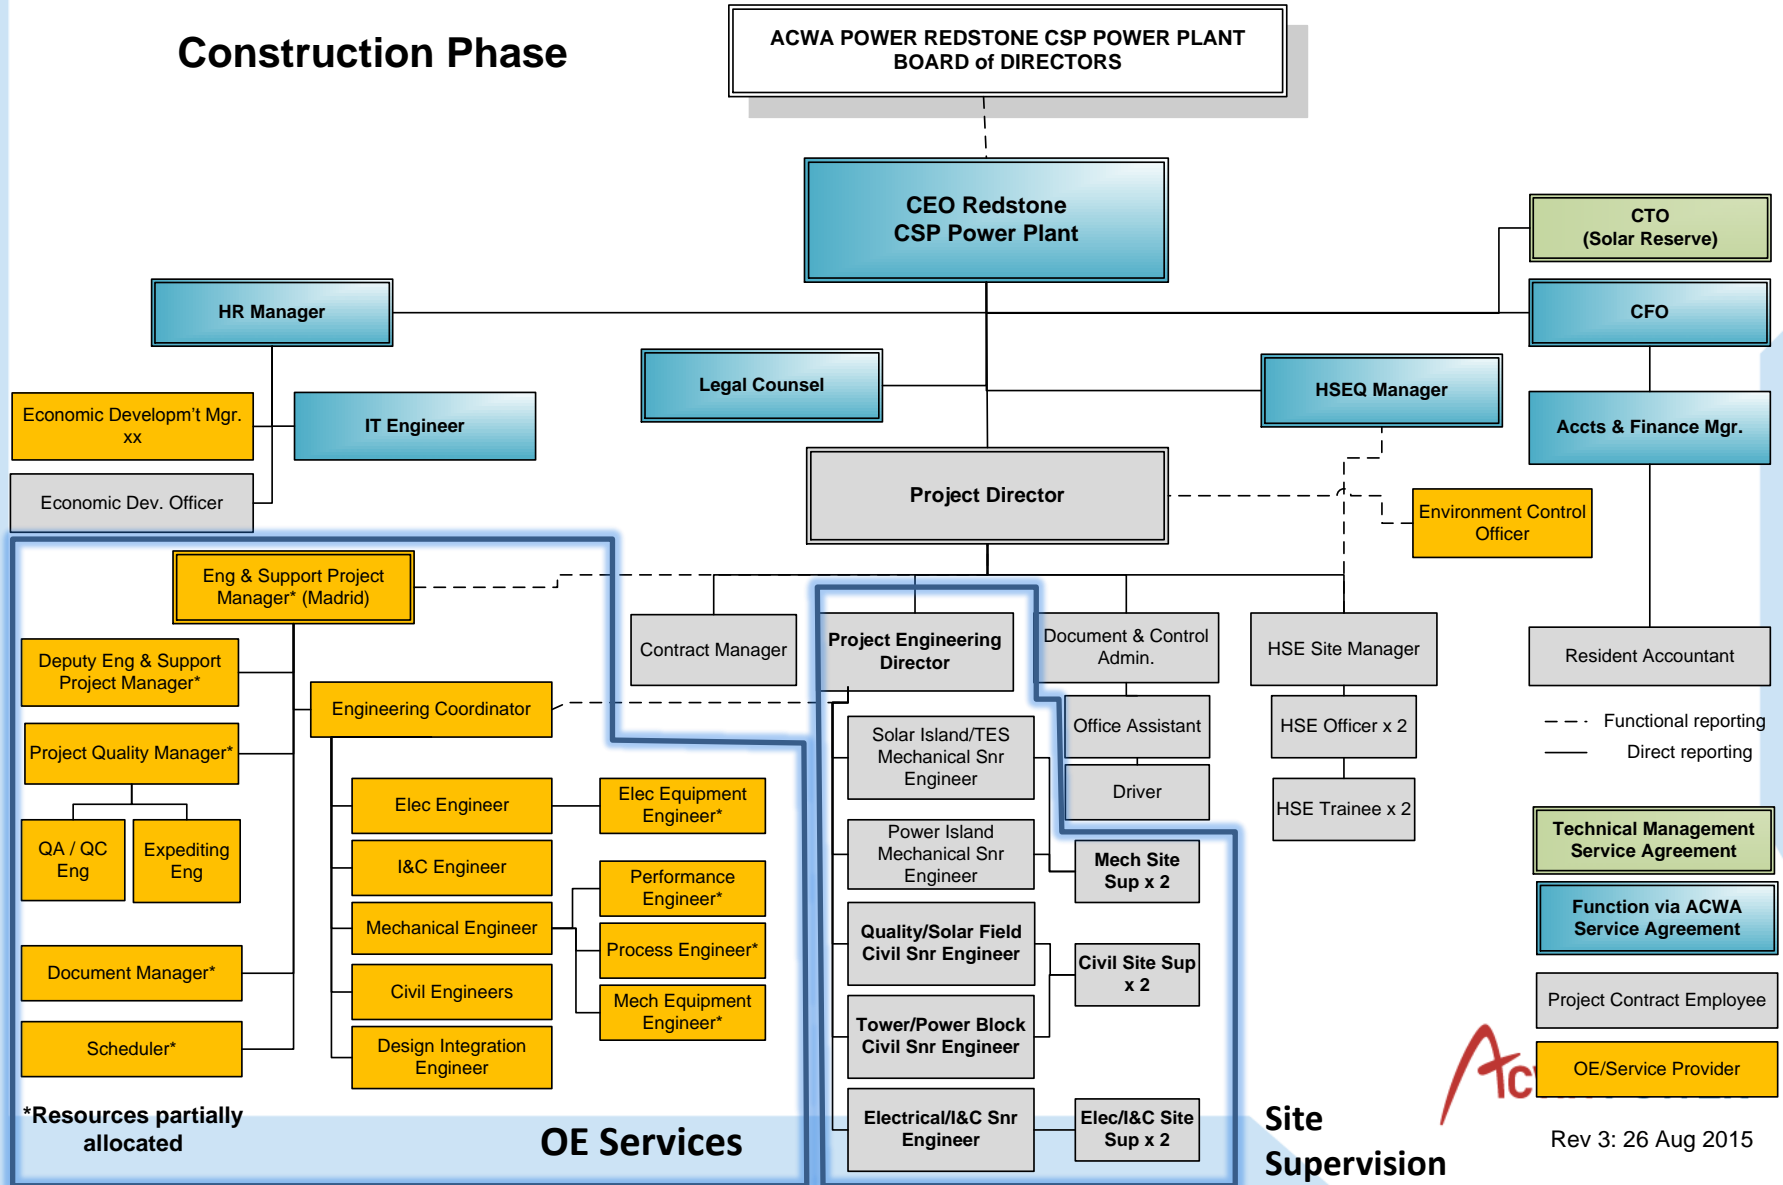 Construction Phase
ACWA POWER REDSTONE CSP POWER PLANT
BOARD of DIRECTORS
CEO Redstone
CSP Power Plant
CTO
(Solar Reserve)
HR Manager
CFO
Legal Counsel
HSEQ Manager
Economic Developm't Mgr.
xx
IT Engineer
Accts & Finance Mgr.
Economic Dev. Officer
Project Director
Environment Control
Officer
Eng & Support Project
Manager* (Madrid)
Contract Manager
Project Engineering
Director
Document & Control
Admin.
HSE Site Manager
Resident Accountant
Deputy Eng & Support
Project Manager*
Engineering Coordinator
Project Quality Manager*
Solar Island/TES
Mechanical Snr
Engineer
Office Assistant
HSE Officer x 2
Functional reporting
Direct reporting
Elec Engineer
Elec Equipment
Engineer*
Driver
HSE Trainee x 2
QA / QC
Eng
Expediting
Eng
I&C Engineer
Power Island
Mechanical Snr
Engineer
Mech Site
Sup x 2
Technical Management
Service Agreement
Performance
Engineer*
Mechanical Engineer
Process Engineer*
Quality/Solar Field
Civil Snr Engineer
Civil Site Sup
x 2
Function via ACWA
Service Agreement
Document Manager*
Civil Engineers
Mech Equipment
Engineer*
Project Contract Employee
Scheduler*
Design Integration
Engineer
Tower/Power Block
Civil Snr Engineer
OE/Service Provider
*Resources partially
allocated
OE Services
Electrical/I&C Snr
Engineer
Elec/I&C Site
Sup x 2
Site
Supervision
Rev 3: 26 Aug 2015